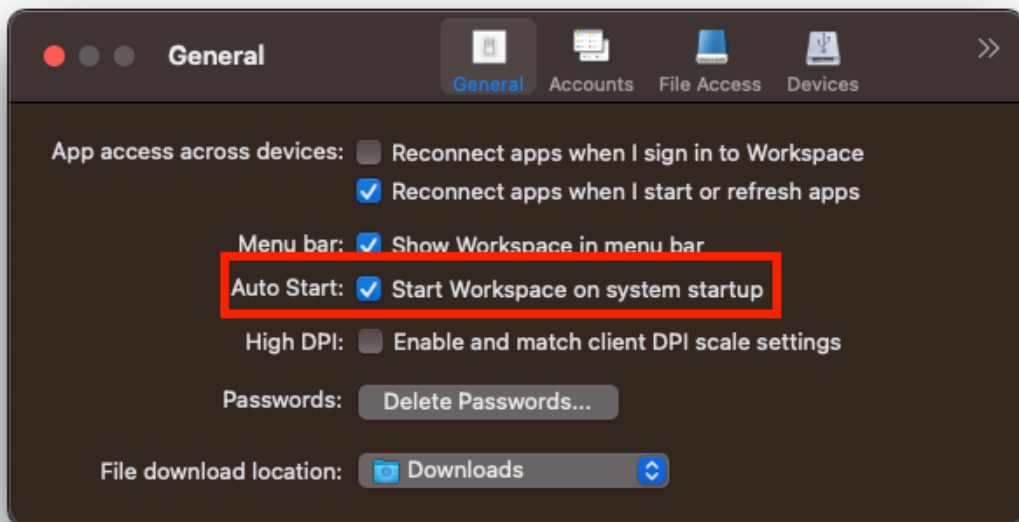 General
General Accounts File Access Devices
App access across devices: Reconnect apps when I sign in to Workspace
Reconnect apps when I start or refresh apps
Menu bar: Show Workspace in menu bar
Auto Start: Start Workspace on system startup
High DPI: Enable and match client DPI scale settings
Passwords: Delete Passwords...
File download location: Downloads